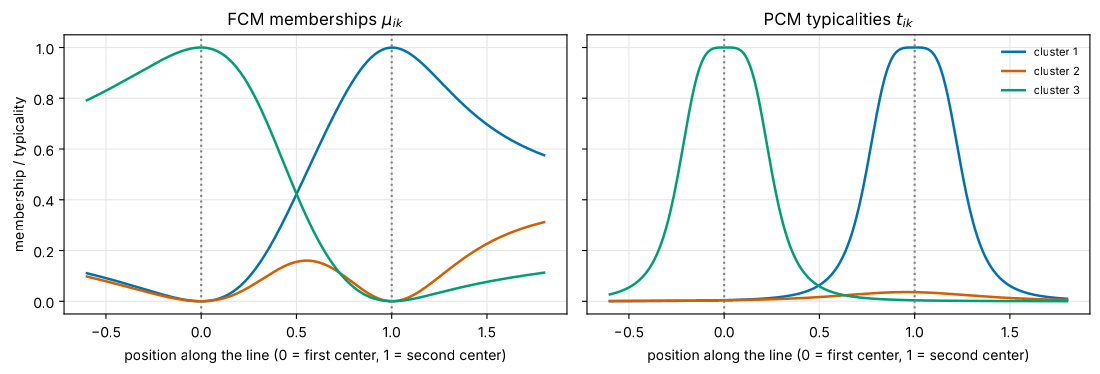 FCM memberships μik
PCM typicalities tik
membership / typicality
1.0
0.8
0.6
0.4
0.2
0.0
−0.5 0.0 0.5 1.0 1.5
−0.5 0.0 0.5 1.0 1.5
cluster 1
cluster 2
cluster 3
position along the line (0 = first center, 1 = second center)
position along the line (0 = first center, 1 = second center)